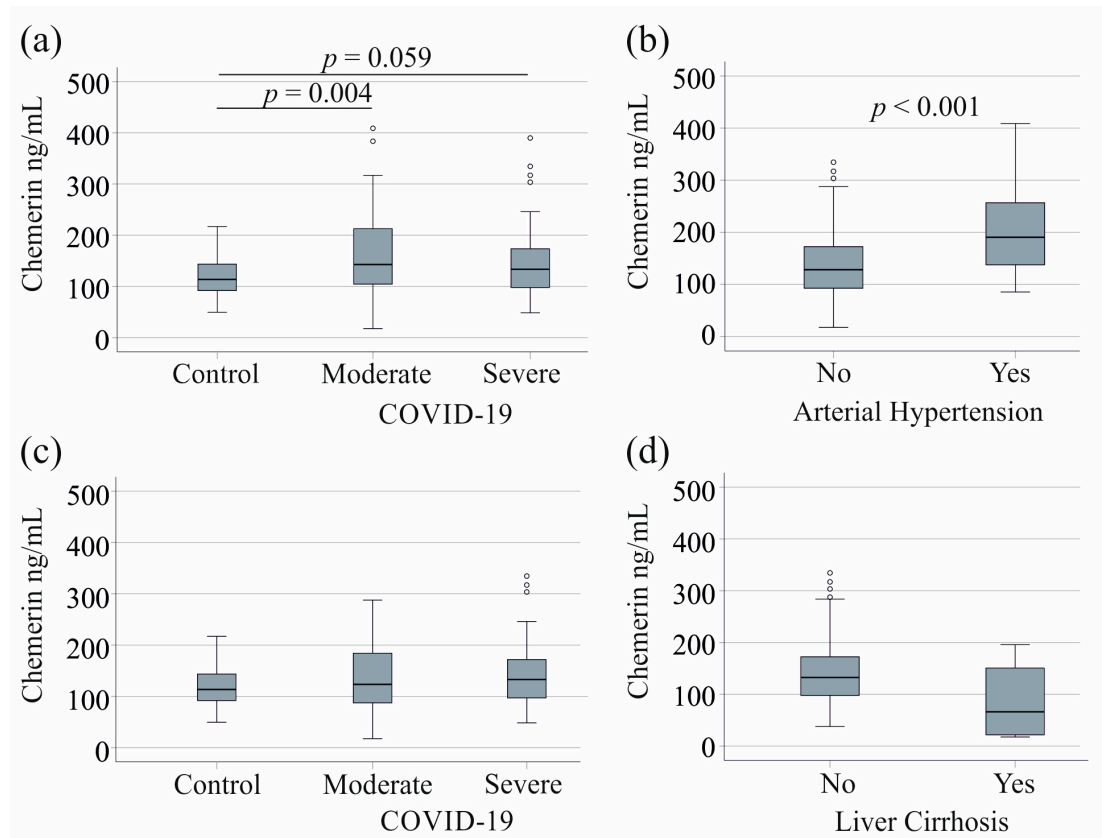 (a)
p = 0.059
p = 0.004
Chemerin ng/mL
500
400
300
200
100
0
Control Moderate Severe
COVID-19
(b)
p < 0.001
Chemerin ng/mL
500
400
300
200
100
0
No Yes
Arterial Hypertension
(c)
Chemerin ng/mL
500
400
300
200
100
0
Control Moderate Severe
COVID-19
(d)
Chemerin ng/mL
500
400
300
200
100
0
No Yes
Liver Cirrhosis